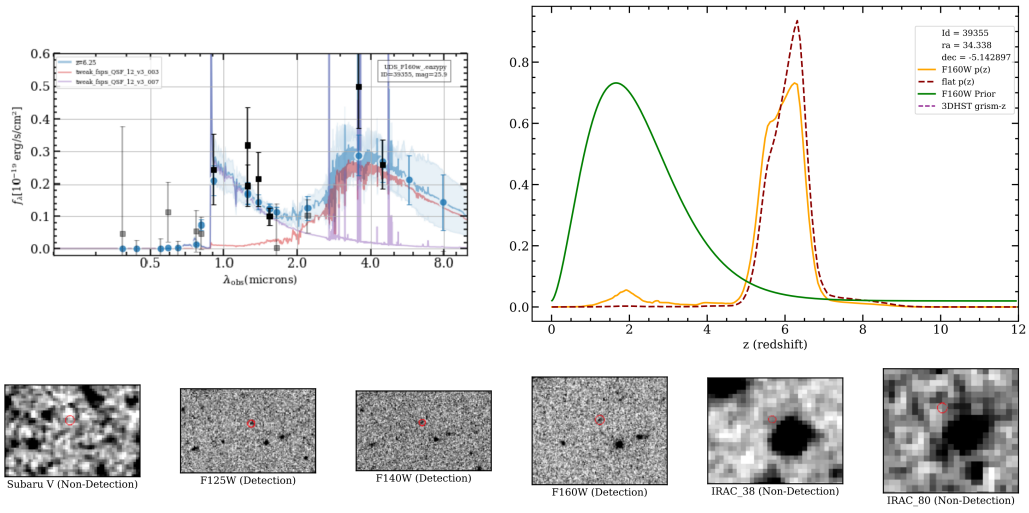 0.6
0.5
0.4
0.3
0.2
0.1
0.0
fλ[10⁻¹⁹ erg/s/cm²]
z=6.25
tweak_fsps_QSF_12_v3_003
tweak_fsps_QSF_12_v3_007
UDS_F160w_.eazypy
ID=39355, mag=25.9
0.5 1.0 2.0 4.0 8.0
λobs(microns)
0.8
0.6
0.4
0.2
0.0
Id = 39355
ra = 34.338
dec = -5.142897
F160W p(z)
flat p(z)
F160W Prior
3DHST grism-z
0 2 4 6 8 10 12
z (redshift)
Subaru V (Non-Detection)
F125W (Detection)
F140W (Detection)
F160W (Detection)
IRAC_38 (Non-Detection)
IRAC_80 (Non-Detection)